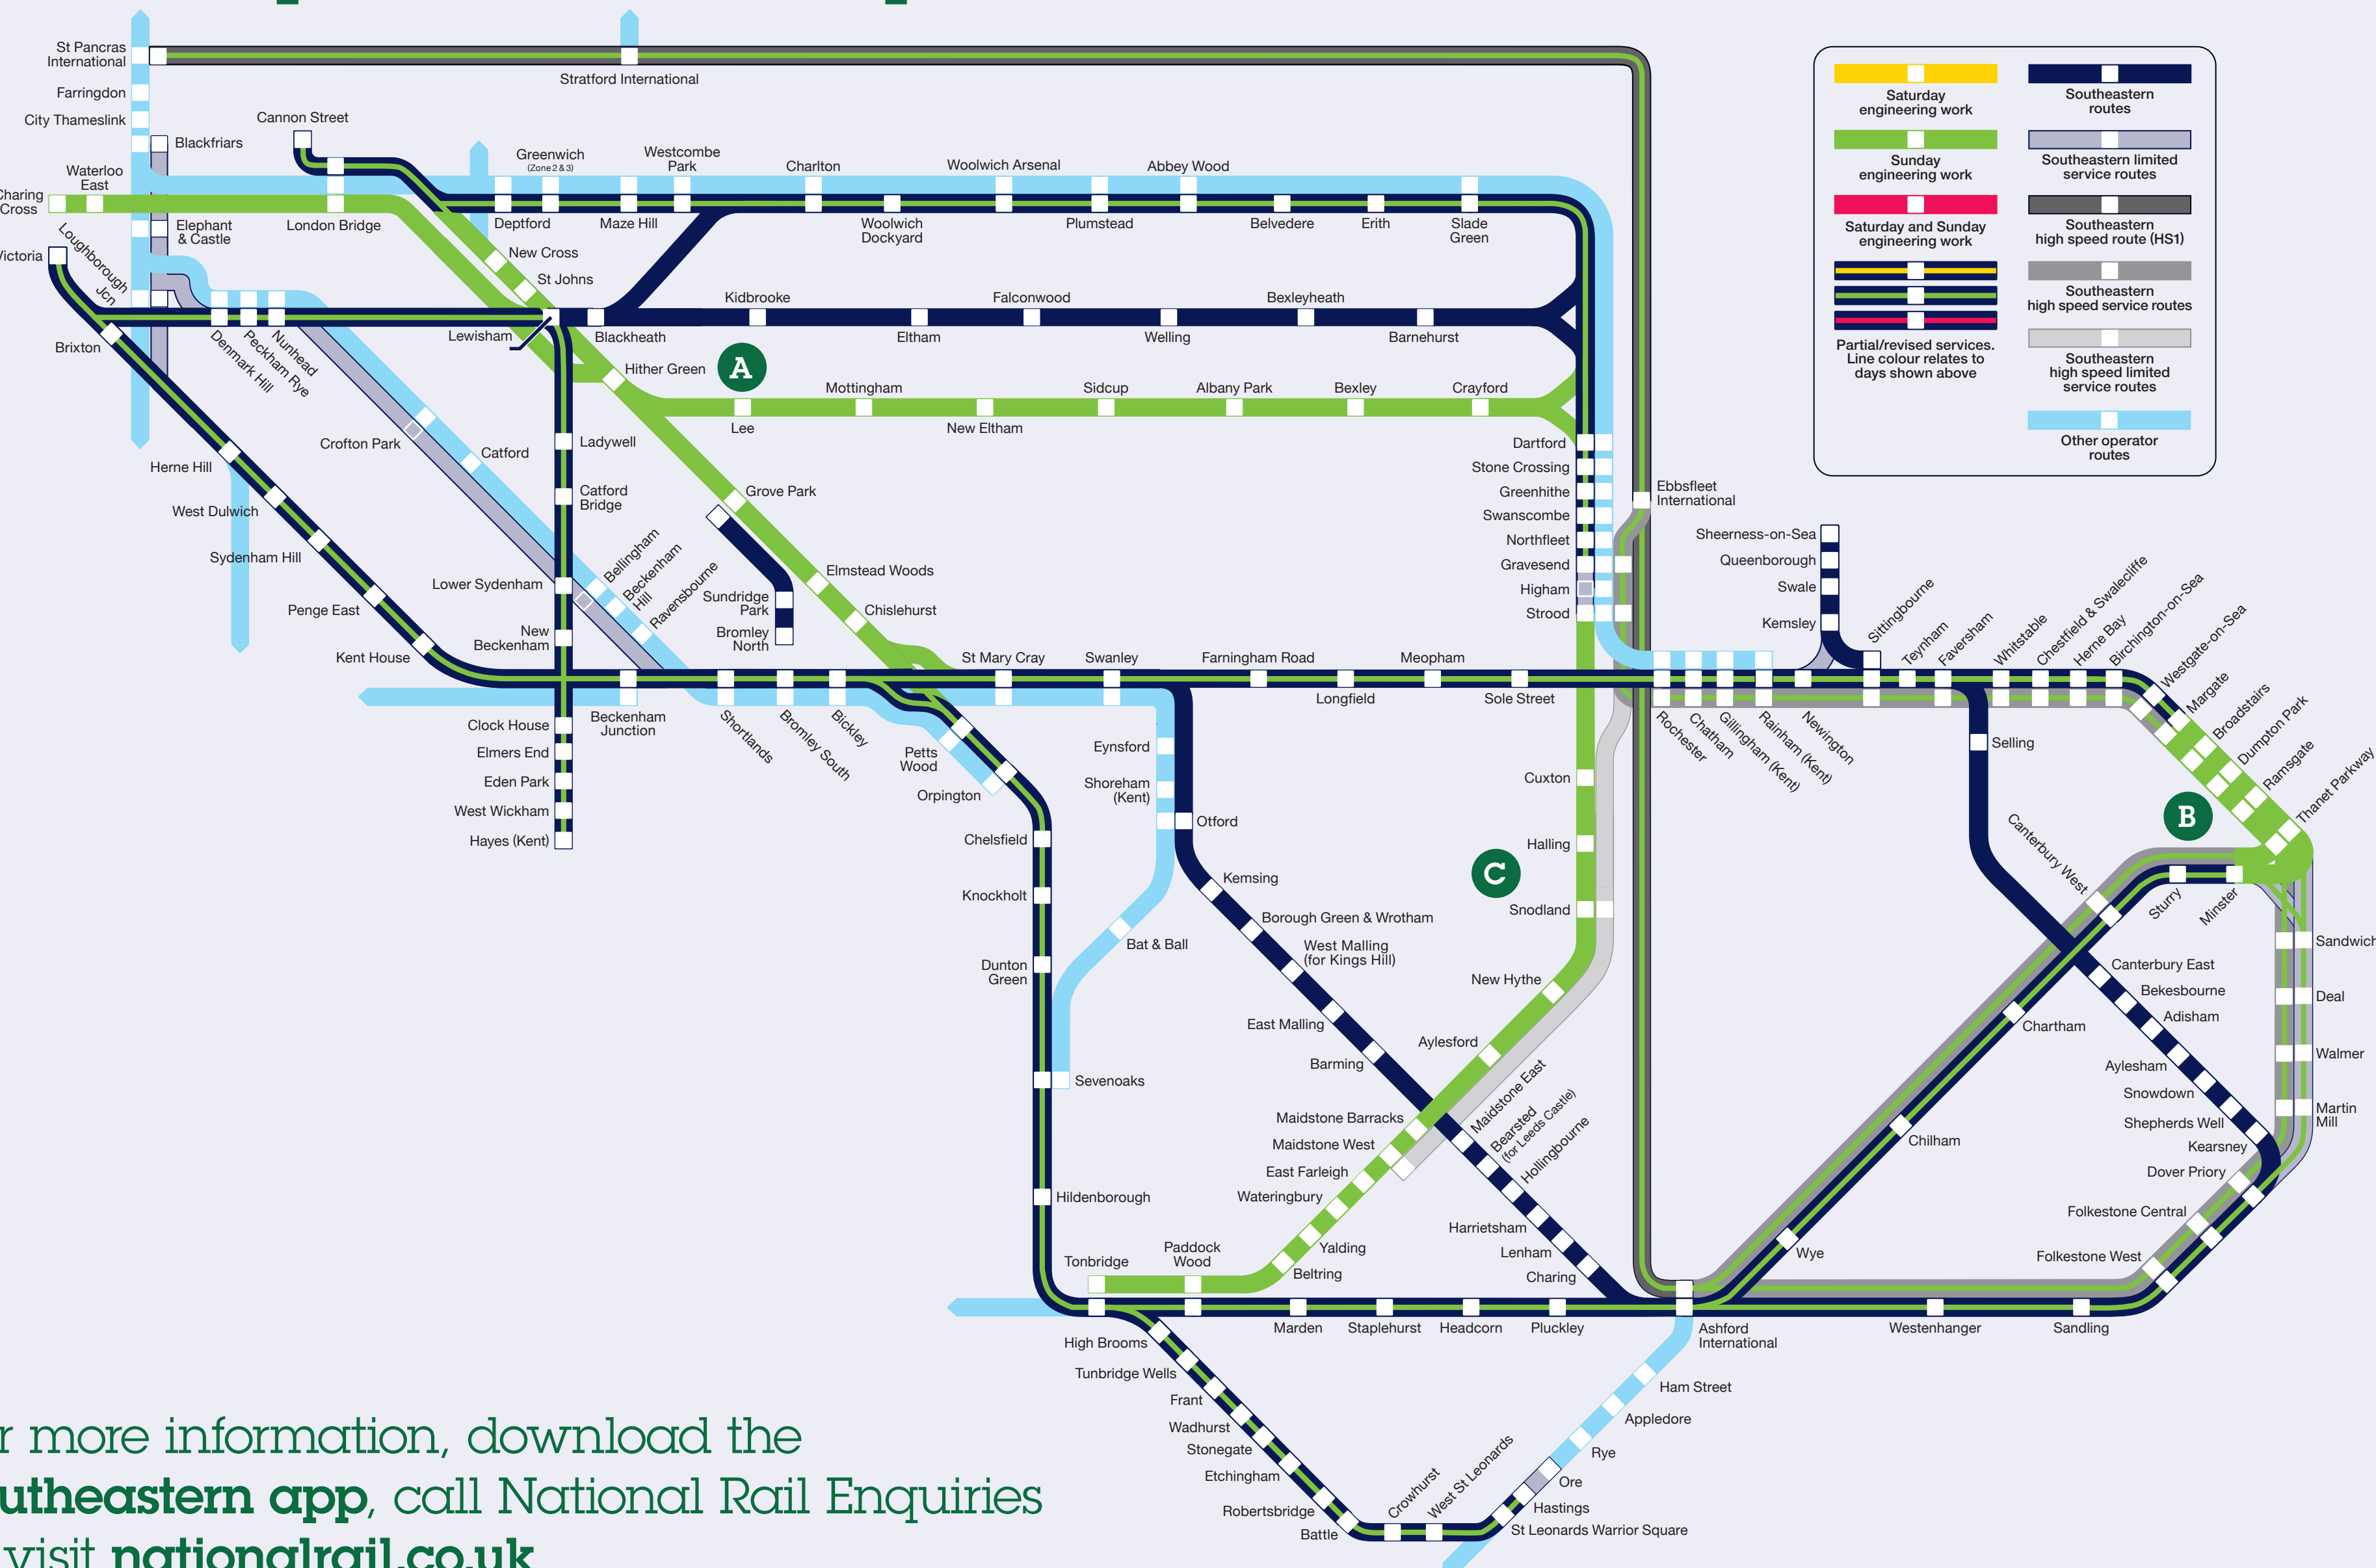 St Pancras
International
Stratford International
Farringdon
City Thameslink
Cannon Street
Blackfriars
Waterloo
East
Charing
Cross
Elephant
& Castle
London Bridge
Victoria
Loughborough
Jcn
Greenwich
(Zone 2 & 3)
Westcombe
Park
Charlton
Woolwich Arsenal
Abbey Wood
Deptford
Maze Hill
Woolwich
Dockyard
Plumstead
Belvedere
Erith
Slade
Green
New Cross
St Johns
Lewisham
Blackheath
Kidbrooke
Eltham
Falconwood
Welling
Bexleyheath
Barnehurst
Brixton
Denmark Hill
Peckham Rye
Nunhead
Hither Green
A
Lee
Mottingham
New Eltham
Sidcup
Albany Park
Bexley
Crayford
Crofton Park
Catford
Ladywell
Catford
Bridge
Herne Hill
West Dulwich
Sydenham Hill
Penge East
Kent House
Lower Sydenham
New
Beckenham
Bellingham
Beckenham
Hill
Ravensbourne
Grove Park
Sundridge
Park
Bromley
North
Elmstead Woods
Chislehurst
Clock House
Elmers End
Eden Park
West Wickham
Hayes (Kent)
Beckenham
Junction
Shortlands
Bromley South
Bickley
Petts
Wood
Orpington
St Mary Cray
Swanley
Farningham Road
Longfield
Meopham
Sole Street
Dartford
Stone Crossing
Greenhithe
Swanscombe
Northfleet
Gravesend
Higham
Strood
Ebbsfleet
International
Sheerness-on-Sea
Queenborough
Swale
Kemsley
Sittingbourne
Teynham
Faversham
Whitstable
Chestfield & Swalecliffe
Herne Bay
Birchington-on-Sea
Westgate-on-Sea
Margate
Broadstairs
Dumpton Park
Ramsgate
Thanet Parkway
Rochester
Chatham
Gillingham (Kent)
Rainham (Kent)
Newington
Selling
B
Eynsford
Shoreham
(Kent)
Otford
Kemsing
Borough Green & Wrotham
West Malling
(for Kings Hill)
East Malling
Barming
Bat & Ball
Chelsfield
Knockholt
Dunton
Green
Sevenoaks
Hildenborough
Cuxton
Halling
C
Snodland
New Hythe
Aylesford
Maidstone Barracks
Maidstone West
East Farleigh
Wateringbury
Yalding
Beltring
Paddock
Wood
Tonbridge
Maidstone East
Bearsted
(for Leeds Castle)
Hollingbourne
Harrietsham
Lenham
Charing
Canterbury West
Sturry
Minster
Sandwich
Deal
Walmer
Martin
Mill
Canterbury East
Bekesbourne
Adisham
Aylesham
Snowdown
Shepherds Well
Kearsney
Dover Priory
Folkestone Central
Folkestone West
Chartham
Chilham
Wye
Marden
Staplehurst
Headcorn
Pluckley
Ashford
International
Westenhanger
Sandling
High Brooms
Tunbridge Wells
Frant
Wadhurst
Stonegate
Etchingham
Robertsbridge
Battle
Crowhurst
West St Leonards
St Leonards Warrior Square
Hastings
Ore
Rye
Appledore
Ham Street
Saturday
engineering work
Sunday
engineering work
Saturday and Sunday
engineering work
Partial/revised services.
Line colour relates to
days shown above
Southeastern
routes
Southeastern limited
service routes
Southeastern
high speed route (HS1)
Southeastern
high speed service routes
Southeastern
high speed limited
service routes
Other operator
routes
r more information, download the
utheastern app, call National Rail Enquiries
visit nationalrail.co.uk